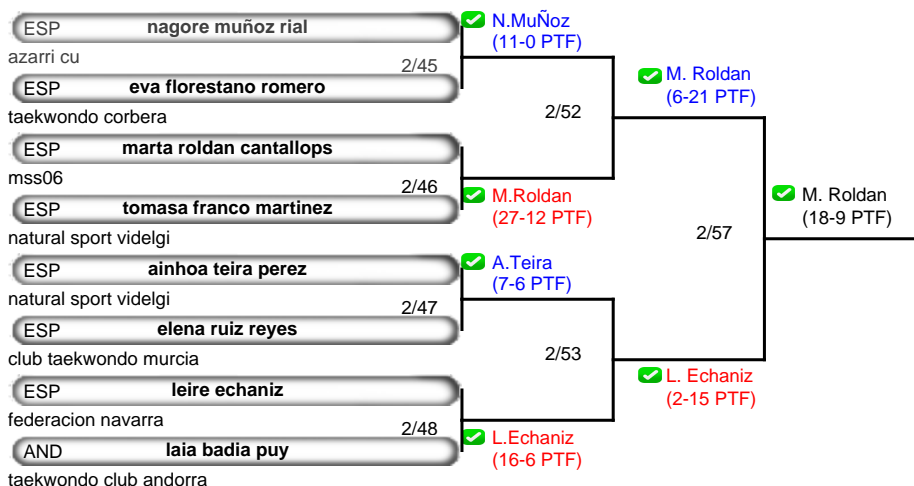 ESP nagore muñoz rial
azarri cu
2/45
ESP eva florestano romero
taekwondo corbera
ESP marta roldan cantallops
mss06
2/46
ESP tomasa franco martinez
natural sport videlgi
ESP ainhoa teira perez
natural sport videlgi
2/47
ESP elena ruiz reyes
club taekwondo murcia
ESP leire echaniz
federacion navarra
2/48
AND laia badia puy
taekwondo club andorra
N.MuÑoz
(11-0 PTF)
2/52
M.Roldan
(27-12 PTF)
A.Teira
(7-6 PTF)
2/53
L.Echaniz
(16-6 PTF)
M. Roldan
(6-21 PTF)
2/57
L. Echaniz
(2-15 PTF)
M. Roldan
(18-9 PTF)